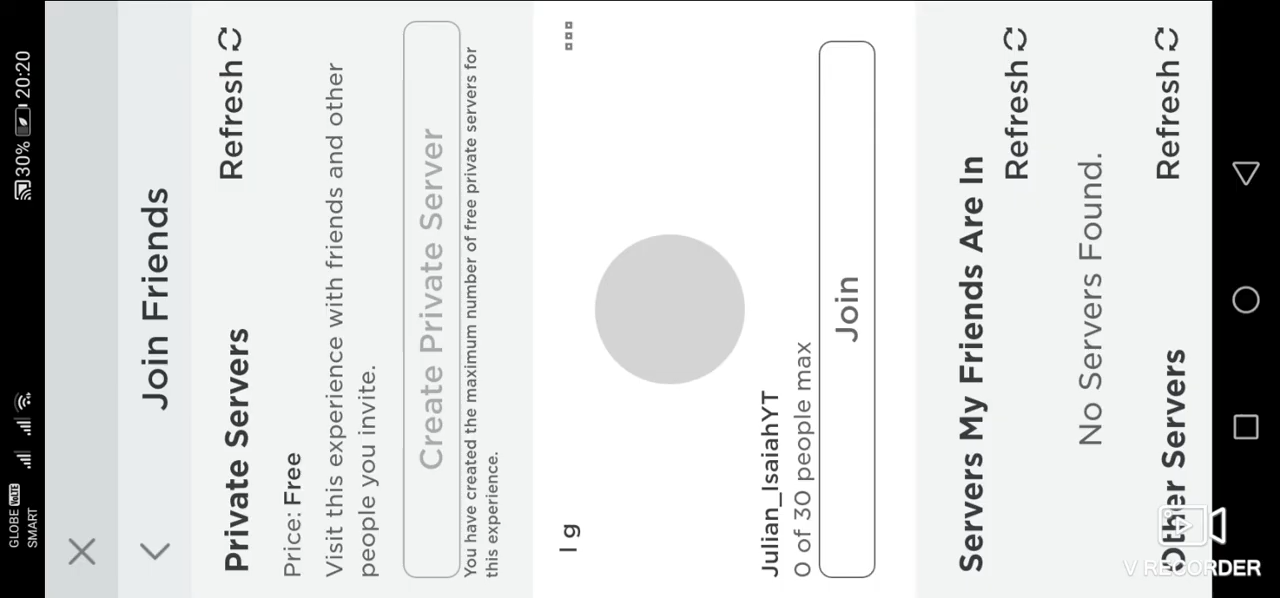 GLOBE VOLTE
SMART
30% 20:20
Join Friends
Private Servers Refresh
Price: Free
Visit this experience with friends and other
people you invite.
Create Private Server
You have created the maximum number of free private servers for
this experience.
l g
Julian_IsaiahYT
0 of 30 people max
Join
Servers My Friends Are In
Refresh
No Servers Found.
Other Servers Refresh
V RECORDER